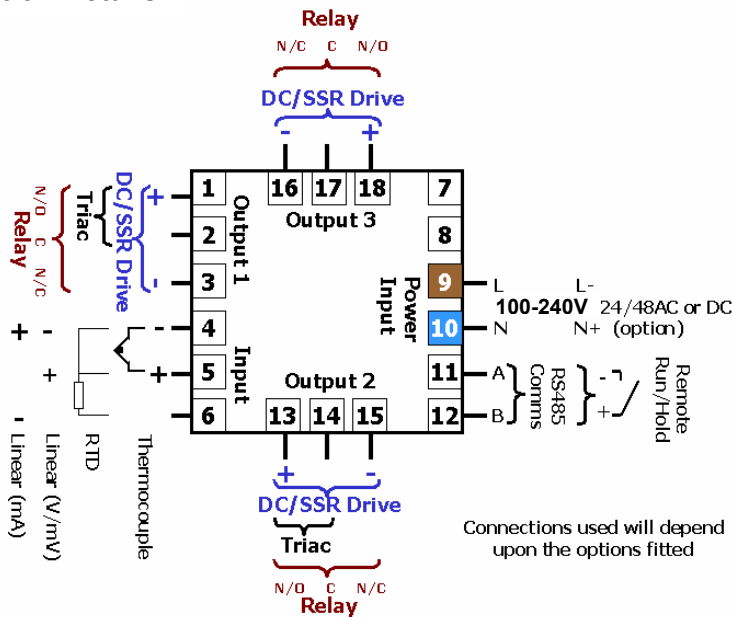 Relay
N/C C N/O
DC/SSR Drive
- +
16 17 18
Output 3
1
2
3
Output 1
+ -
DC/SSR Drive
Triac
N/O C N/C
Relay
4
5
6
Input
- +
Thermocouple
RTD
- +
Linear (V/mV)
+ -
Linear (mA)
7
8
9
10
Power
Input
L L-
100-240V 24/48AC or DC
N N+ (option)
11
12
A
B
RS485
Comms
-
+
Remote
Run/Hold
Output 2
13 14 15
+ -
DC/SSR Drive
Triac
N/O C N/C
Relay
Connections used will depend
upon the options fitted